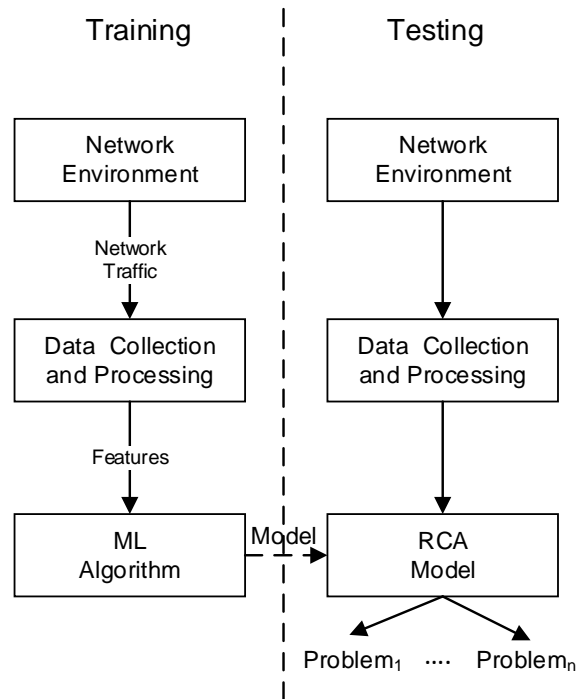 Training
Testing
Network
Environment
Network
Environment
Network
Traffic
Data Collection
and Processing
Data Collection
and Processing
Features
ML
Algorithm
Model
RCA
Model
Problem₁ .... Problemₙ